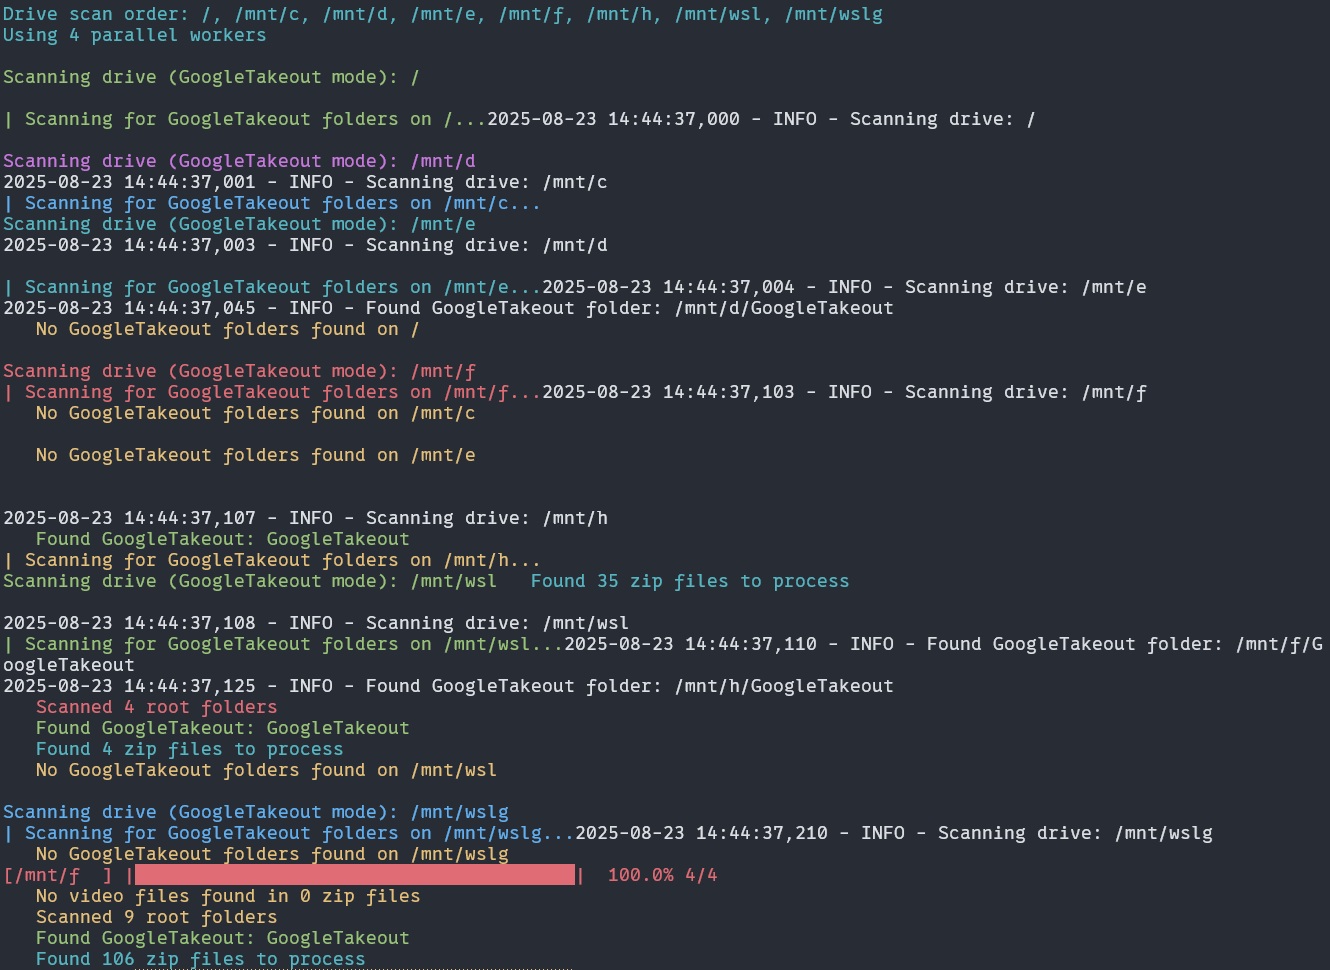 Drive scan order: /, /mnt/c, /mnt/d, /mnt/e, /mnt/f, /mnt/h, /mnt/wsl, /mnt/wslg
Using 4 parallel workers
Scanning drive (GoogleTakeout mode): /
| Scanning for GoogleTakeout folders on /...2025-08-23 14:44:37,000 - INFO - Scanning drive: /
Scanning drive (GoogleTakeout mode): /mnt/d
2025-08-23 14:44:37,001 - INFO - Scanning drive: /mnt/c
| Scanning for GoogleTakeout folders on /mnt/c...
Scanning drive (GoogleTakeout mode): /mnt/e
2025-08-23 14:44:37,003 - INFO - Scanning drive: /mnt/d
| Scanning for GoogleTakeout folders on /mnt/e...2025-08-23 14:44:37,004 - INFO - Scanning drive: /mnt/e
2025-08-23 14:44:37,045 - INFO - Found GoogleTakeout folder: /mnt/d/GoogleTakeout
No GoogleTakeout folders found on /
Scanning drive (GoogleTakeout mode): /mnt/f
| Scanning for GoogleTakeout folders on /mnt/f...2025-08-23 14:44:37,103 - INFO - Scanning drive: /mnt/f
No GoogleTakeout folders found on /mnt/c
No GoogleTakeout folders found on /mnt/e
2025-08-23 14:44:37,107 - INFO - Scanning drive: /mnt/h
Found GoogleTakeout: GoogleTakeout
| Scanning for GoogleTakeout folders on /mnt/h...
Scanning drive (GoogleTakeout mode): /mnt/wsl   Found 35 zip files to process
2025-08-23 14:44:37,108 - INFO - Scanning drive: /mnt/wsl
| Scanning for GoogleTakeout folders on /mnt/wsl...2025-08-23 14:44:37,110 - INFO - Found GoogleTakeout folder: /mnt/f/G
oogleTakeout
2025-08-23 14:44:37,125 - INFO - Found GoogleTakeout folder: /mnt/h/GoogleTakeout
Scanned 4 root folders
Found GoogleTakeout: GoogleTakeout
Found 4 zip files to process
No GoogleTakeout folders found on /mnt/wsl
Scanning drive (GoogleTakeout mode): /mnt/wslg
| Scanning for GoogleTakeout folders on /mnt/wslg...2025-08-23 14:44:37,210 - INFO - Scanning drive: /mnt/wslg
No GoogleTakeout folders found on /mnt/wslg
[/mnt/f  ] | |  100.0% 4/4
No video files found in 0 zip files
Scanned 9 root folders
Found GoogleTakeout: GoogleTakeout
Found 106 zip files to process